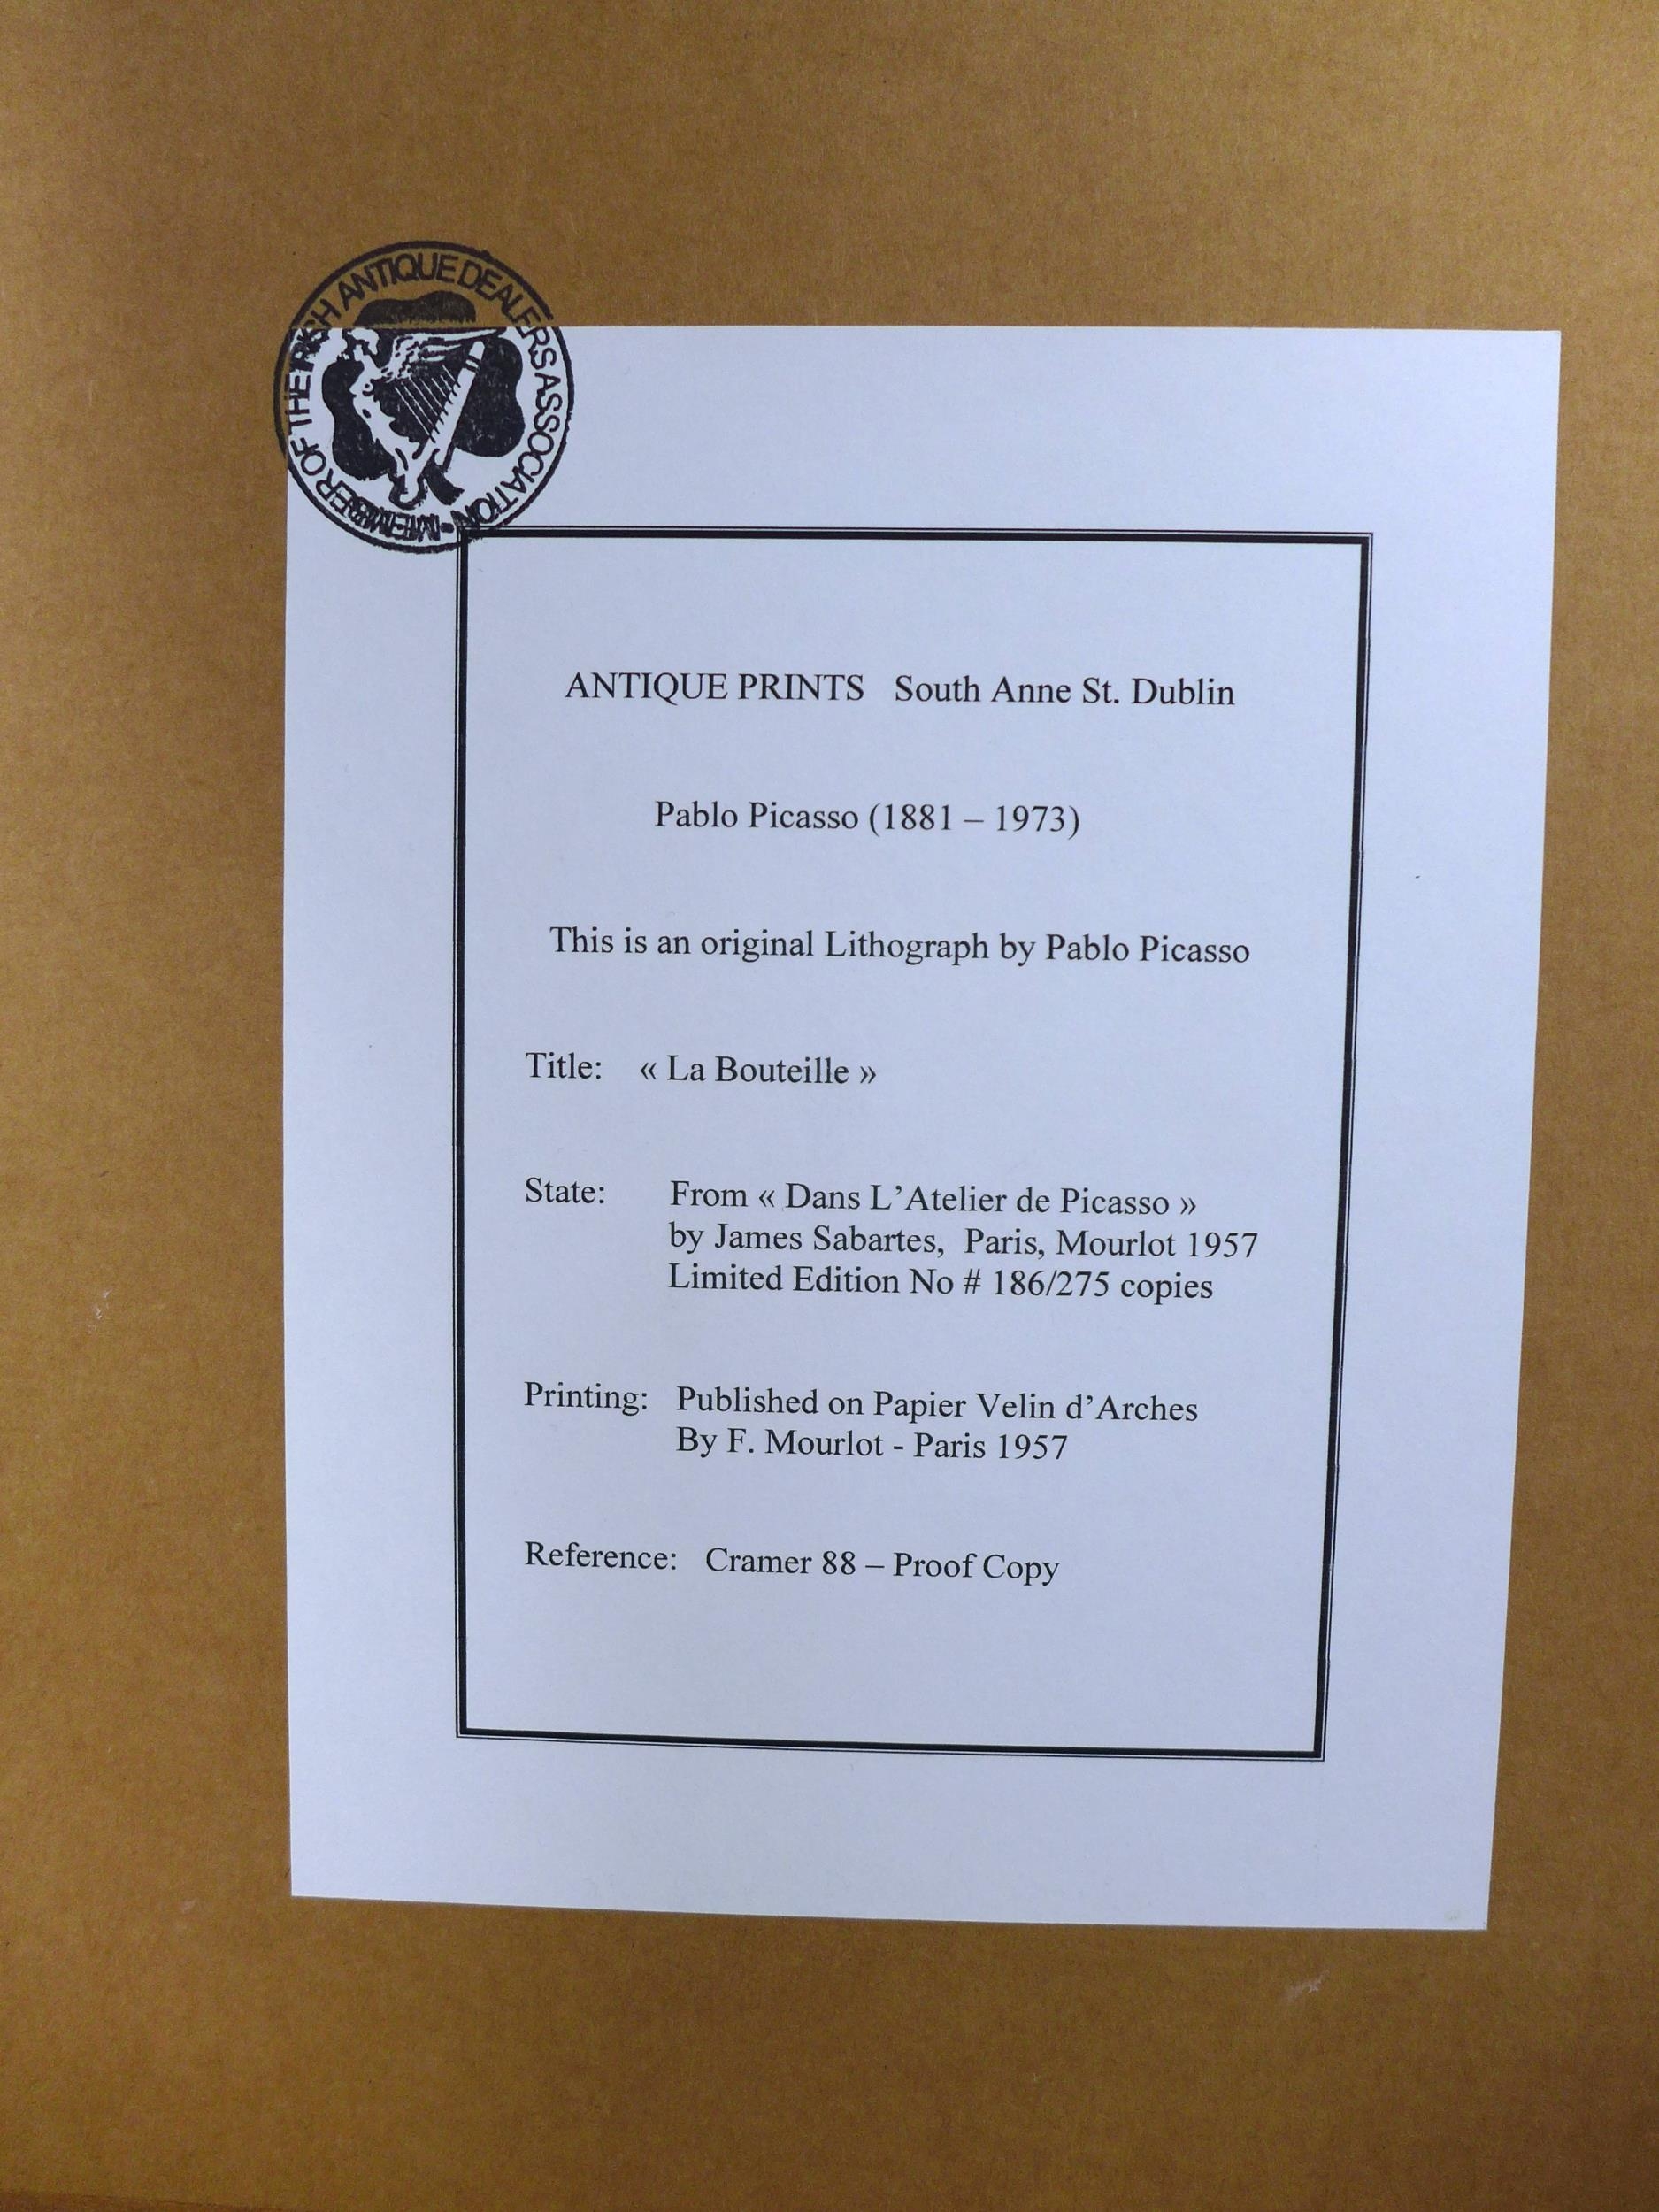 MEMBER OF THE IRISH ANTIQUE DEALERS ASSOCIATION -
ANTIQUE PRINTS South Anne St. Dublin
Pablo Picasso (1881 – 1973)
This is an original Lithograph by Pablo Picasso
Title: « La Bouteille »
State: From « Dans L’Atelier de Picasso »
by James Sabartes, Paris, Mourlot 1957
Limited Edition No # 186/275 copies
Printing: Published on Papier Velin d’Arches
By F. Mourlot - Paris 1957
Reference: Cramer 88 – Proof Copy